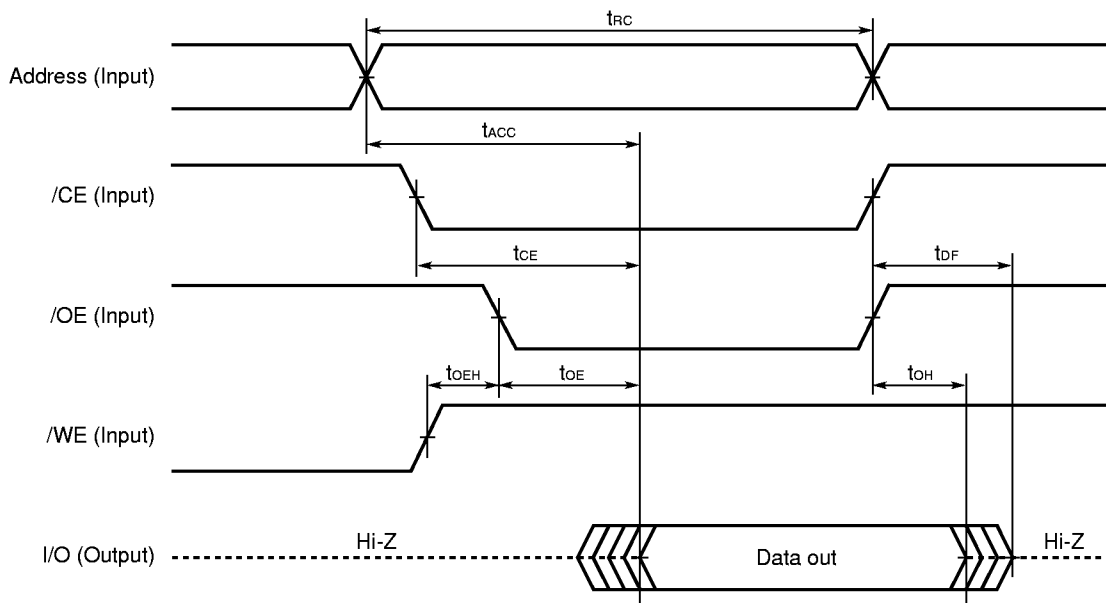 tRC
Address (Input)
tACC
/CE (Input)
tCE
tDF
/OE (Input)
tOEH
tOE
tOH
/WE (Input)
I/O (Output)
Hi-Z
Data out
Hi-Z